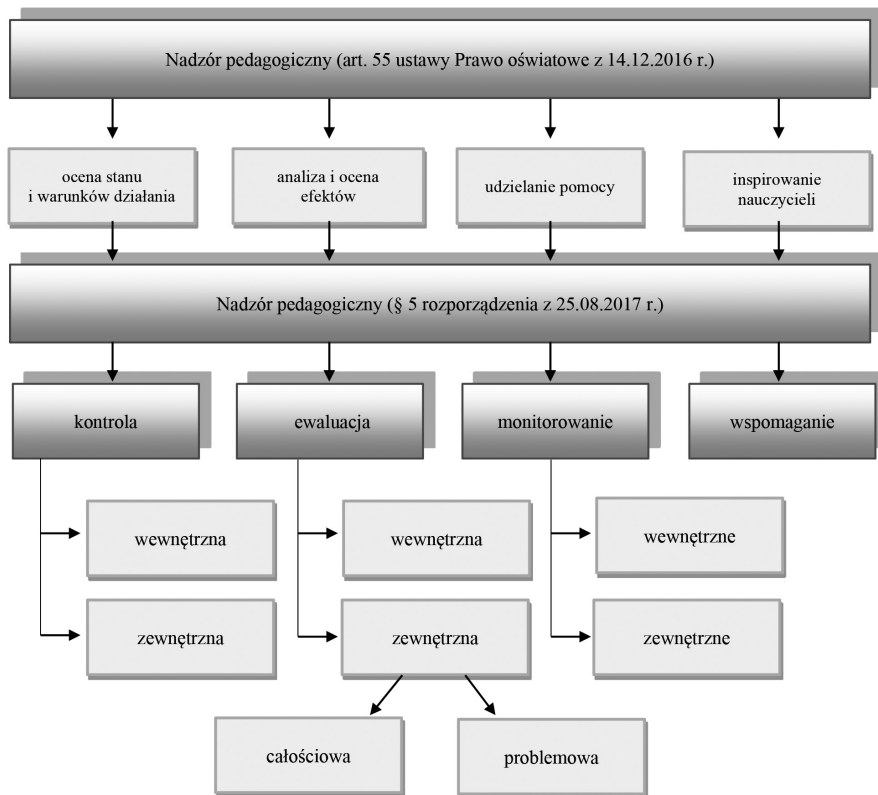 Nadzór pedagogiczny (art. 55 ustawy Prawo oświatowe z 14.12.2016 r.)
ocena stanu
i warunków działania
analiza i ocena
efektów
udzielanie pomocy
inspirowanie
nauczycieli
Nadzór pedagogiczny (§ 5 rozporządzenia z 25.08.2017 r.)
kontrola
ewaluacja
monitorowanie
wspomaganie
wewnętrzna
wewnętrzna
wewnętrzne
zewnętrzna
zewnętrzna
zewnętrzne
całościowa
problemowa